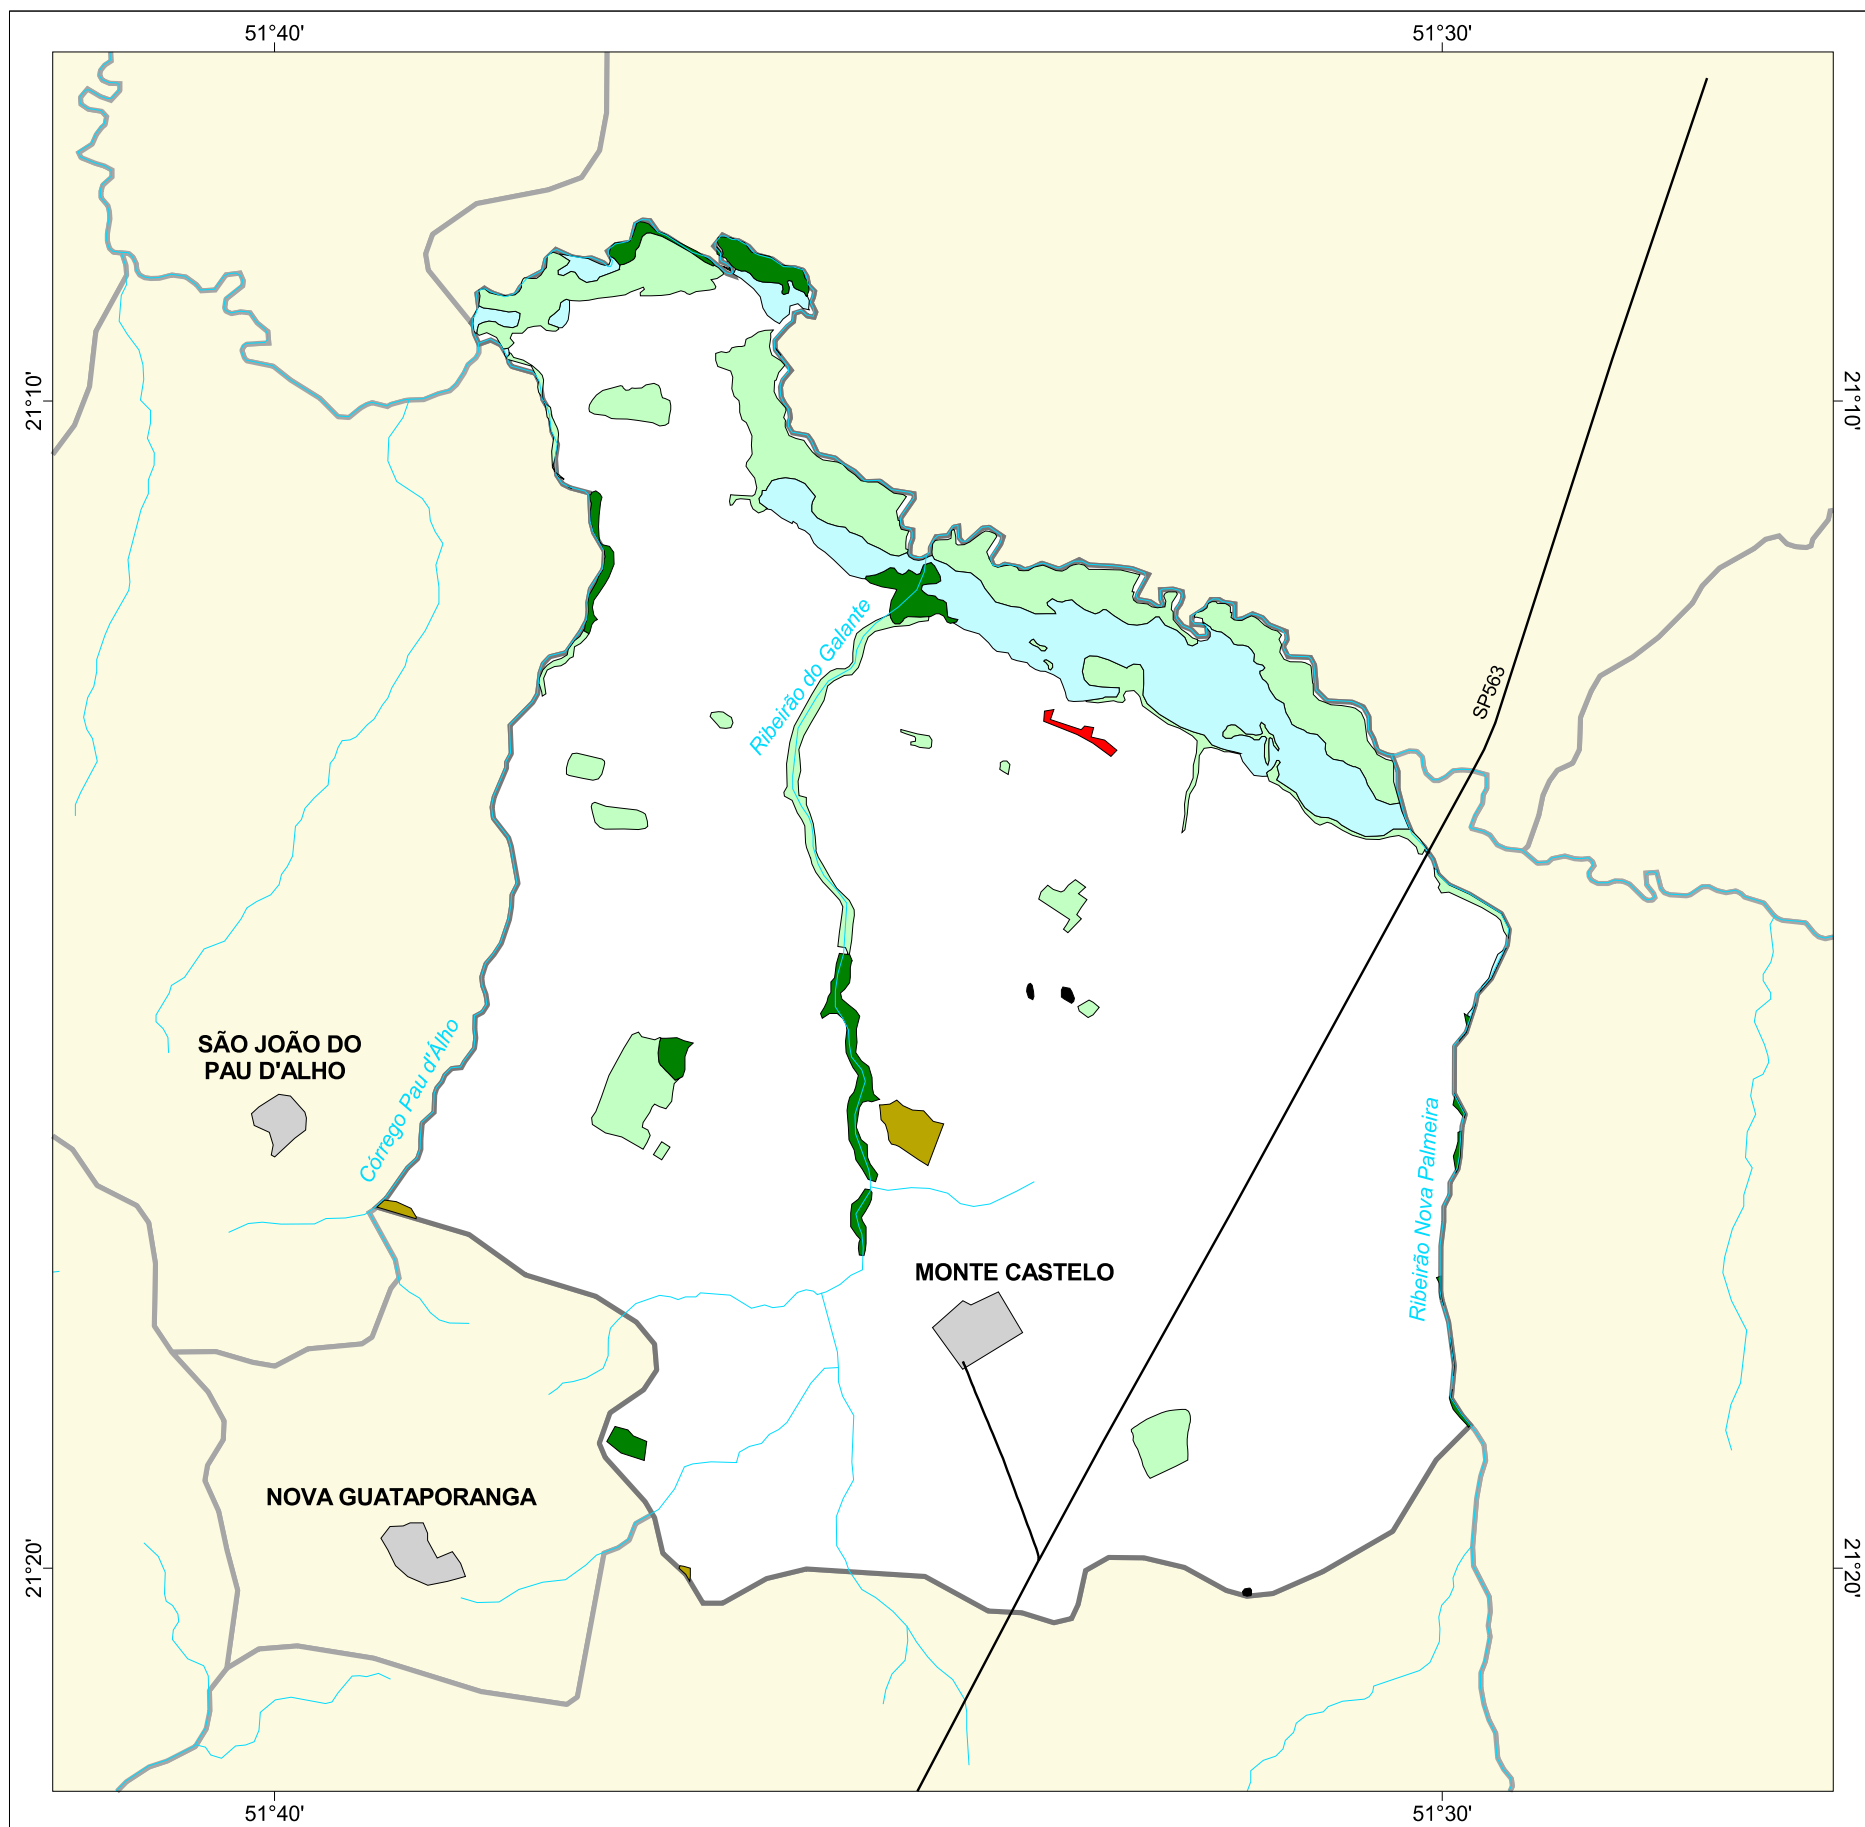 51°40'
51°30'
21°10'
21°10'
Ribeirão do Galante
SP563
SÃO JOÃO DO
PAU D'ALHO
Córrego Pau d'Álho
Ribeirão Nova Palmeira
MONTE CASTELO
NOVA GUATAPORANGA
21°20'
21°20'
51°40'
51°30'